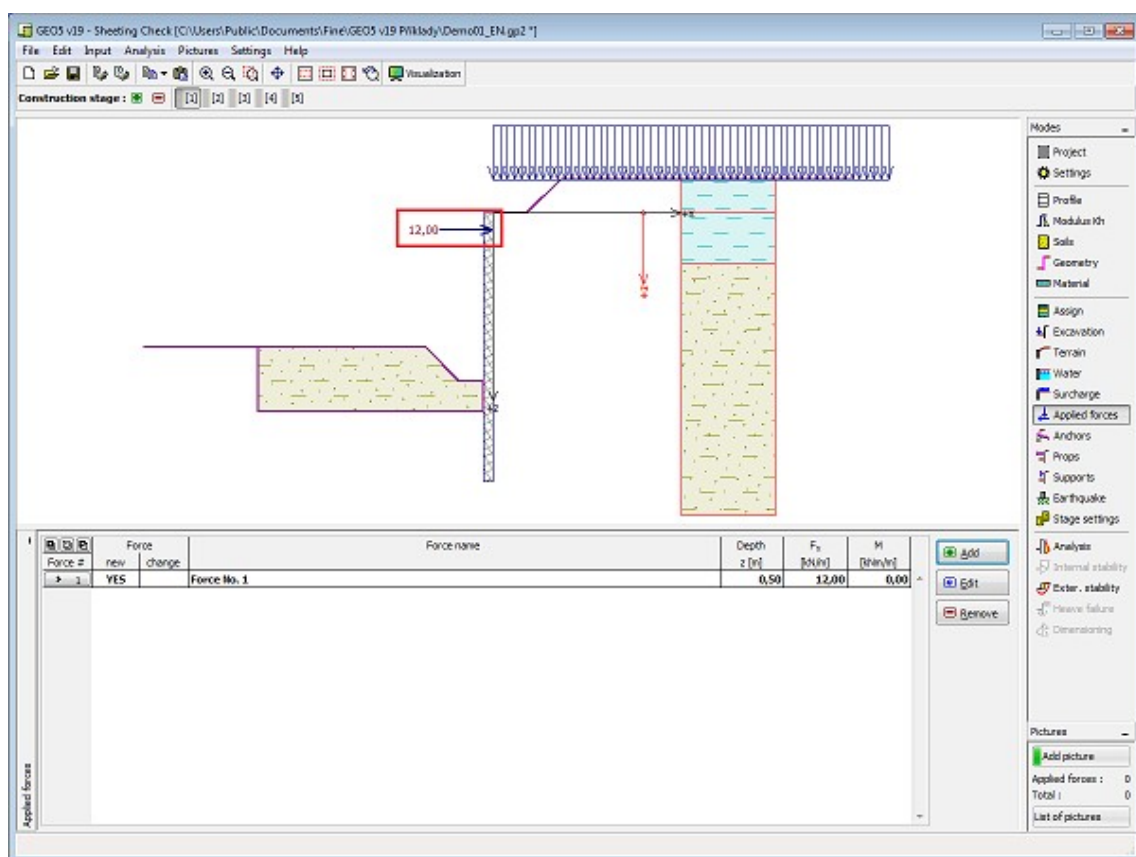 GEO5 v19 - Sheeting Check [C:\Users\Public\Documents\Fine\GEO5 v19 Příklady\Demo01_EN.gp2 *]
File Edit Input Analysis Pictures Settings Help
Visualization
Construction stage : [1] [2] [3] [4] [5]
12,00
+x
+z
+z
Modes
Project
Settings
Profile
Modulus Kh
Soils
Geometry
Material
Assign
Excavation
Terrain
Water
Surcharge
Applied forces
Anchors
Props
Supports
Earthquake
Stage settings
Analysis
Internal stability
Exter. stability
Heave failure
Dimensioning
Force Force name Depth Fx M
Force # new change z [m] [kN/m] [kNm/m]
1 YES Force No. 1 0,50 12,00 0,00
Add
Edit
Remove
Applied forces
Pictures
Add picture
Applied forces : 0
Total : 0
List of pictures